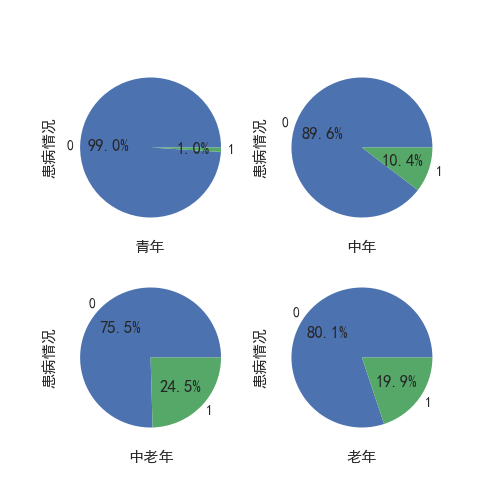 患病情况
0
99.0%
1.0%
1
青年
患病情况
0
89.6%
10.4%
1
中年
患病情况
0
75.5%
24.5%
1
中老年
患病情况
0
80.1%
19.9%
1
老年